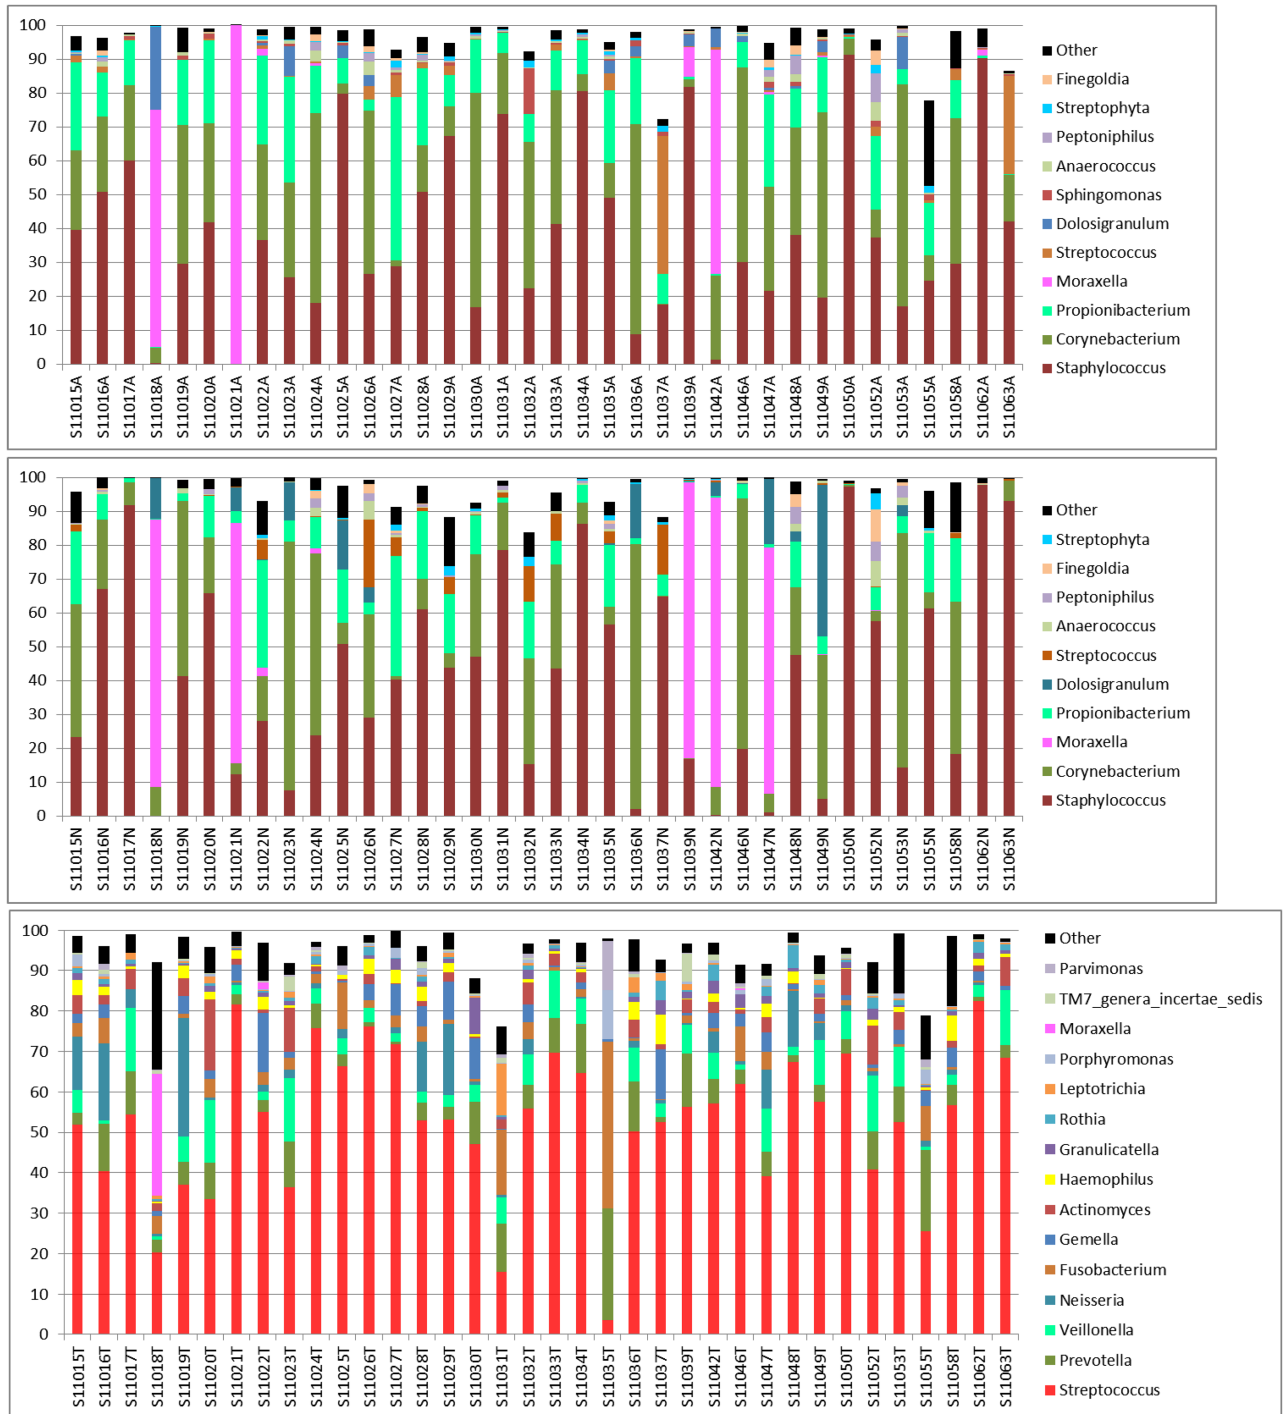 100
90
80
70
60
50
40
30
20
10
0
Other
Finegoldia
Streptophyta
Peptoniphilus
Anaerococcus
Sphingomonas
Dolosigranulum
Streptococcus
Moraxella
Propionibacterium
Corynebacterium
Staphylococcus
S11015A
S11016A
S11017A
S11018A
S11019A
S11020A
S11021A
S11022A
S11023A
S11024A
S11025A
S11026A
S11027A
S11028A
S11029A
S11030A
S11031A
S11032A
S11033A
S11034A
S11035A
S11036A
S11037A
S11039A
S11042A
S11046A
S11047A
S11048A
S11049A
S11050A
S11052A
S11053A
S11055A
S11058A
S11062A
S11063A
100
90
80
70
60
50
40
30
20
10
0
Other
Streptophyta
Finegoldia
Peptoniphilus
Anaerococcus
Streptococcus
Dolosigranulum
Propionibacterium
Moraxella
Corynebacterium
Staphylococcus
S11015N
S11016N
S11017N
S11018N
S11019N
S11020N
S11021N
S11022N
S11023N
S11024N
S11025N
S11026N
S11027N
S11028N
S11029N
S11030N
S11031N
S11032N
S11033N
S11034N
S11035N
S11036N
S11037N
S11039N
S11042N
S11046N
S11047N
S11048N
S11049N
S11050N
S11052N
S11053N
S11055N
S11058N
S11062N
S11063N
100
90
80
70
60
50
40
30
20
10
0
Other
Parvimonas
TM7_genera_incertae_sedis
Moraxella
Porphyromonas
Leptotrichia
Rothia
Granulicatella
Haemophilus
Actinomyces
Gemella
Fusobacterium
Neisseria
Veillonella
Prevotella
Streptococcus
S11015T
S11016T
S11017T
S11018T
S11019T
S11020T
S11021T
S11022T
S11023T
S11024T
S11025T
S11026T
S11027T
S11028T
S11029T
S11030T
S11031T
S11032T
S11033T
S11034T
S11035T
S11036T
S11037T
S11039T
S11042T
S11046T
S11047T
S11048T
S11049T
S11050T
S11052T
S11053T
S11055T
S11058T
S11062T
S11063T